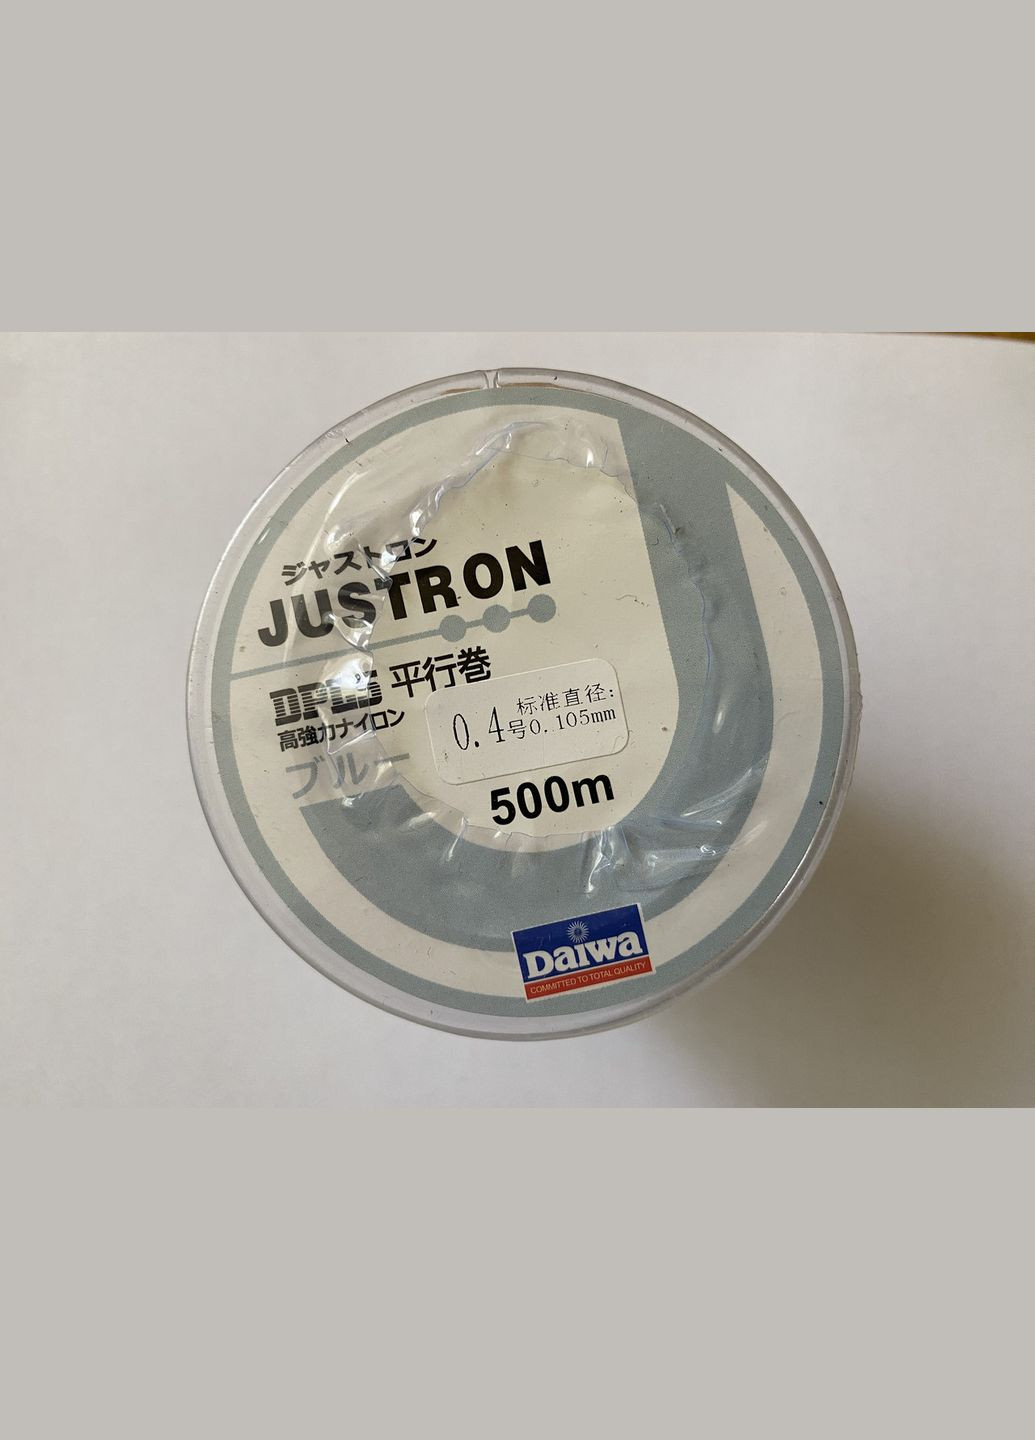 ジャストロン
JUSTRON
DPLS 平行巻
高強力ナイロン
ブルー
0.4号
标准直径:
0.105mm
500m
Daiwa
COMMITTED TO TOTAL QUALITY